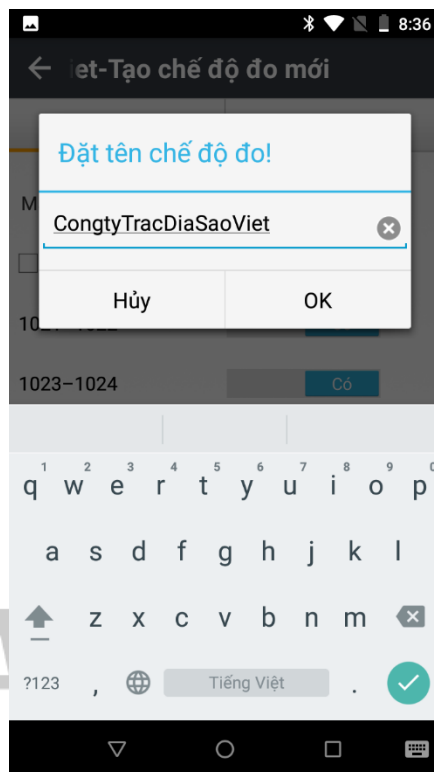 8:36
et-Tạo chế độ đo mới
Đặt tên chế độ đo!
M
CongtyTracDiaSaoViet
Hủy OK
1023–1024 Có
1 2 3 4 5 6 7 8 9 0
q w e r t y u i o p
a s d f g h j k l
z x c v b n m
?123 , Tiếng Việt .